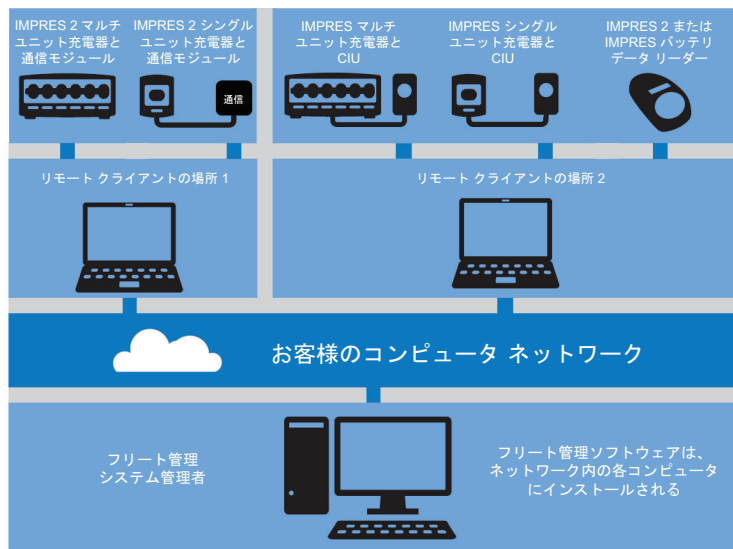 IMPRES 2 マルチ
ユニット充電器と
通信モジュール
IMPRES 2 シングル
ユニット充電器と
通信モジュール
通信
IMPRES マルチ
ユニット充電器と
CIU
IMPRES シングル
ユニット充電器と
CIU
IMPRES 2 または
IMPRES バッテリ
データ リーダー
リモート クライアントの場所 1
リモート クライアントの場所 2
お客様のコンピュータ ネットワーク
フリート管理
システム管理者
フリート管理ソフトウェアは、
ネットワーク内の各コンピュータ
にインストールされる